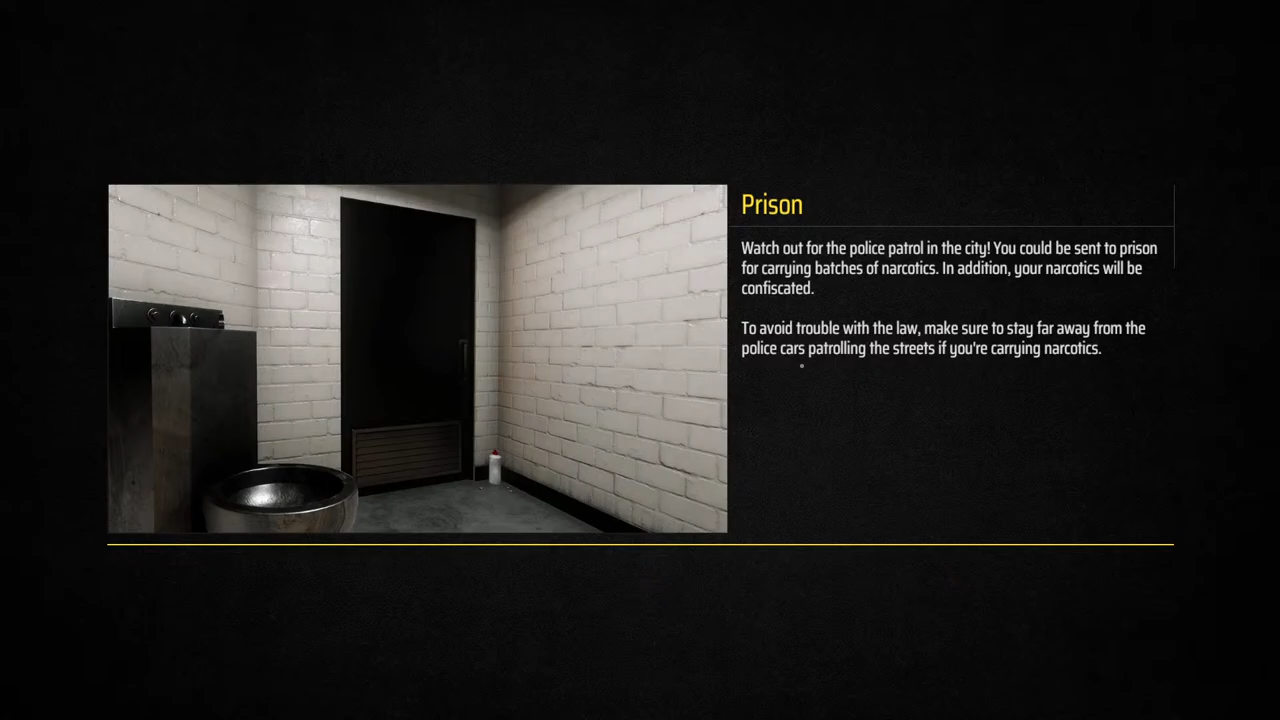 Prison
Watch out for the police patrol in the city! You could be sent to prison
for carrying batches of narcotics. In addition, your narcotics will be
confiscated.
To avoid trouble with the law, make sure to stay far away from the
police cars patrolling the streets if you're carrying narcotics.